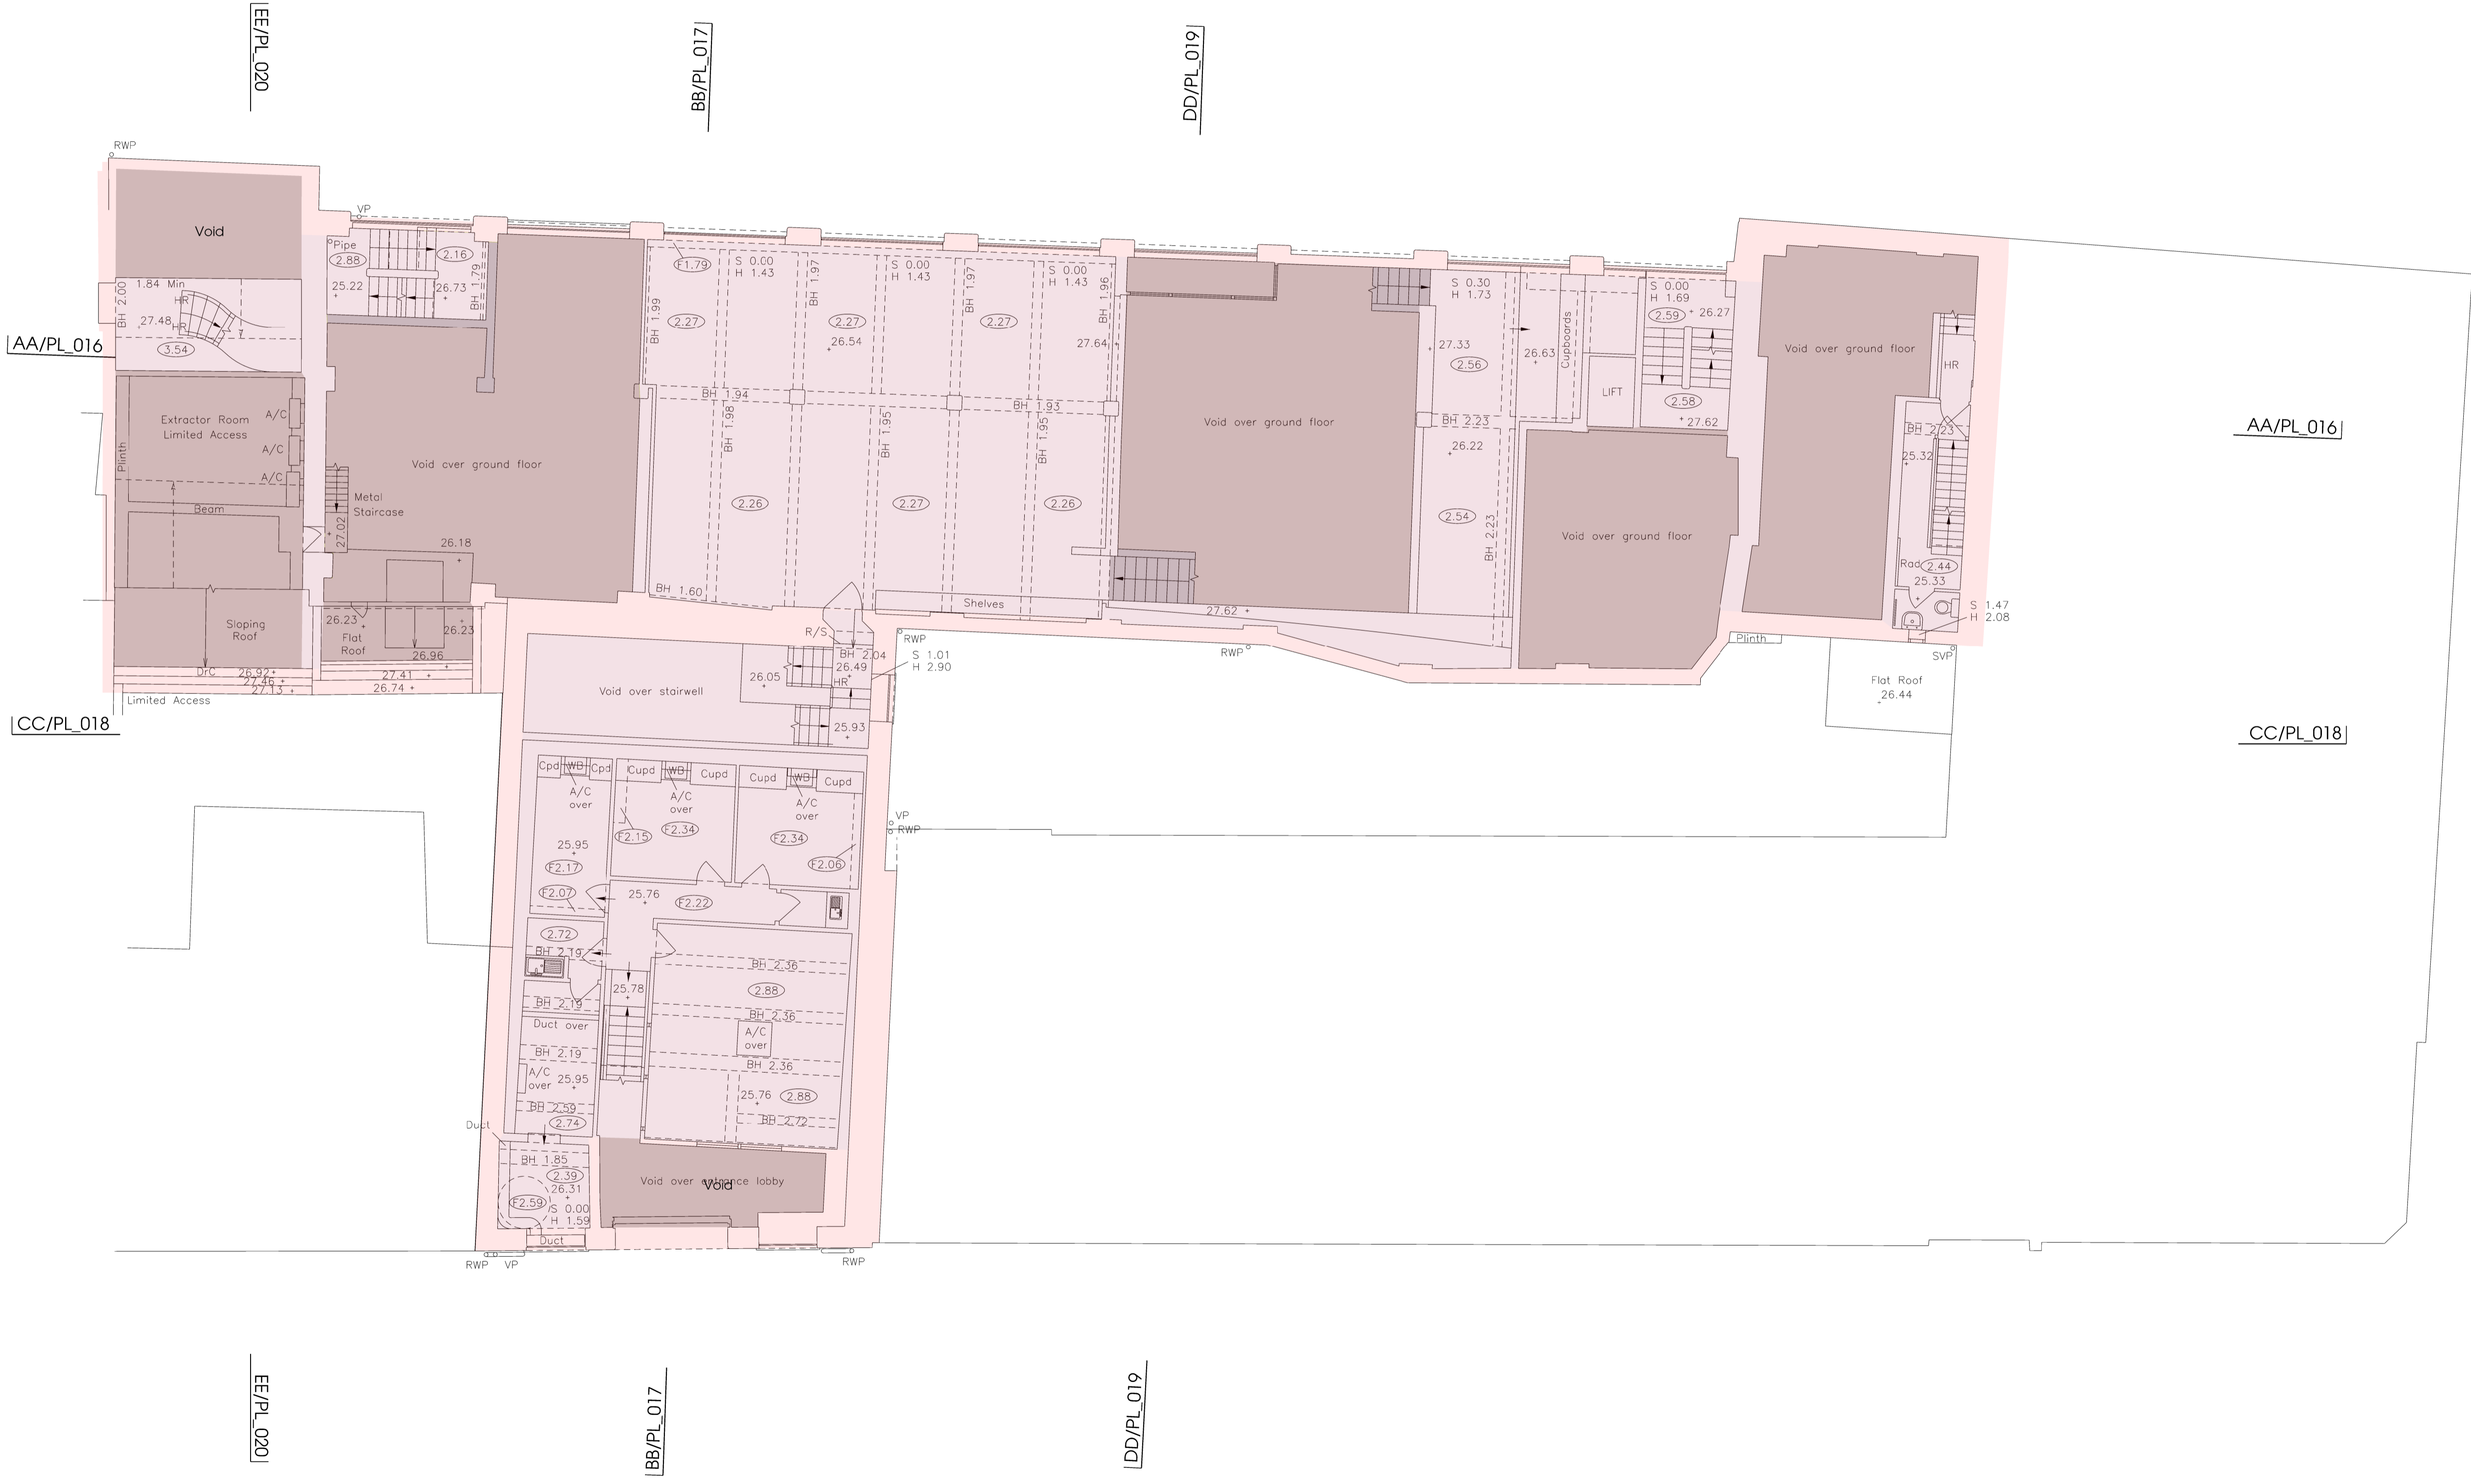 EE/PL_020
BB/PL_017
DD/PL_019
RWP
VP
Void
Pipe
2.88
2.16
BH 1.79
25.22
26.73
1.84 Min
HR
BH 2.00
27.48
HR
3.54
AA/PL_016
F1.79
S 0.00
H 1.43
BH 1.97
S 0.00
H 1.43
BH 1.97
S 0.00
H 1.43
BH 1.96
BH 1.99
2.27
2.27
2.27
26.54
27.64
BH 1.94
BH 1.93
BH 1.98
BH 1.95
BH 1.95
2.26
2.27
2.26
BH 1.60
Shelves
S 0.30
H 1.73
27.33
2.56
26.63
Cupboards
LIFT
S 0.00
H 1.69
2.59
26.27
2.58
27.62
BH 2.23
26.22
2.54
BH 2.23
27.62
Void over ground floor
Void over ground floor
Void over ground floor
Void over ground floor
HR
BH 2.23
25.32
Rad
2.44
25.33
S 1.47
H 2.08
AA/PL_016
Extractor Room
Limited Access
A/C
A/C
A/C
Plinth
Beam
Metal
Staircase
27.02
26.18
Sloping
Roof
26.23
26.23
Flat
Roof
26.96
DrC
26.92
27.46
27.13
27.41
26.74
Limited Access
CC/PL_018
R/S
RWP
BH 2.04
26.49
HR
S 1.01
H 2.90
26.05
25.93
Void over stairwell
RWP
Plinth
SVP
Flat Roof
26.44
CC/PL_018
Cpd
WB
Cpd
Cupd
WB
Cupd
Cupd
WB
Cupd
A/C
over
A/C
over
A/C
over
F2.15
F2.34
F2.34
F2.06
VP
RWP
25.95
F2.17
F2.07
25.76
F2.22
2.72
BH 2.19
BH 2.36
25.78
2.88
BH 2.19
BH 2.36
Duct over
A/C
over
BH 2.19
BH 2.36
A/C
over
25.95
25.76
2.88
BH 2.59
BH 2.72
2.74
Duct
BH 1.85
2.39
26.31
F2.59
S 0.00
H 1.59
Void over entrance lobby
Void
Duct
RWP
VP
RWP
EE/PL_020
BB/PL_017
DD/PL_019